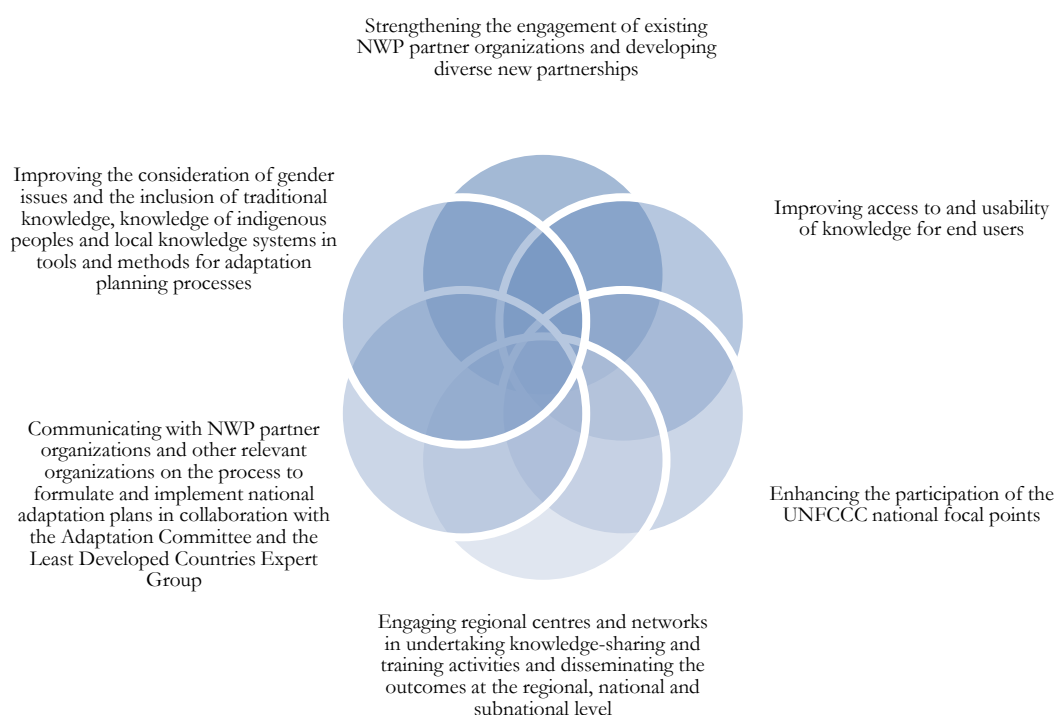 Strengthening the engagement of existing
NWP partner organizations and developing
diverse new partnerships
Improving access to and usability
of knowledge for end users
Enhancing the participation of the
UNFCCC national focal points
Engaging regional centres and networks
in undertaking knowledge-sharing and
training activities and disseminating the
outcomes at the regional, national and
subnational level
Communicating with NWP partner
organizations and other relevant
organizations on the process to
formulate and implement national
adaptation plans in collaboration with
the Adaptation Committee and the
Least Developed Countries Expert
Group
Improving the consideration of gender
issues and the inclusion of traditional
knowledge, knowledge of indigenous
peoples and local knowledge systems in
tools and methods for adaptation
planning processes